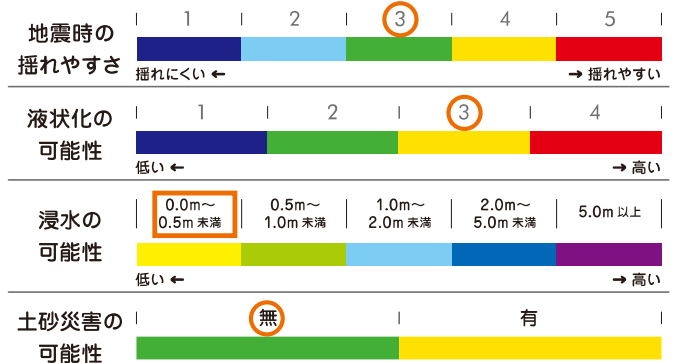 地震時の
揺れやすさ
1 2 3 4 5
揺れにくい ← → 揺れやすい
液状化の
可能性
1 2 3 4
低い ← → 高い
浸水の
可能性
0.0m～ 0.5m～ 1.0m～ 2.0m～ 5.0m 以上
0.5m 未満 1.0m 未満 2.0m 未満 5.0m 未満
低い ← → 高い
土砂災害の
可能性
無 有